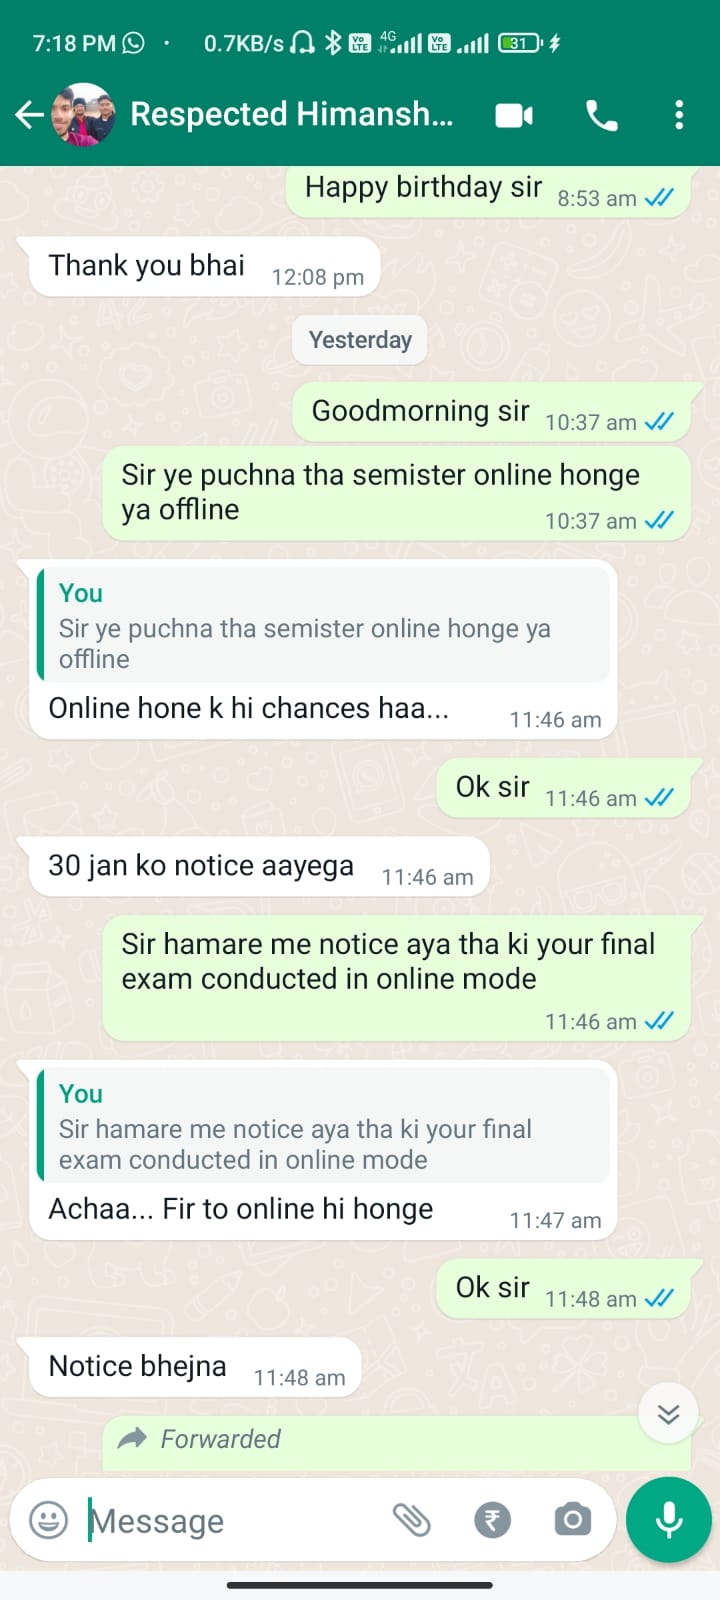 7:18 PM · 0.7KB/s Vo LTE 4G Vo LTE 31
Respected Himansh...
Happy birthday sir 8:53 am
Thank you bhai 12:08 pm
Yesterday
Goodmorning sir 10:37 am
Sir ye puchna tha semister online honge
ya offline 10:37 am
You
Sir ye puchna tha semister online honge ya
offline
Online hone k hi chances haa... 11:46 am
Ok sir 11:46 am
30 jan ko notice aayega 11:46 am
Sir hamare me notice aya tha ki your final
exam conducted in online mode
11:46 am
You
Sir hamare me notice aya tha ki your final
exam conducted in online mode
Achaa... Fir to online hi honge 11:47 am
Ok sir 11:48 am
Notice bhejna 11:48 am
Forwarded
Message ₹